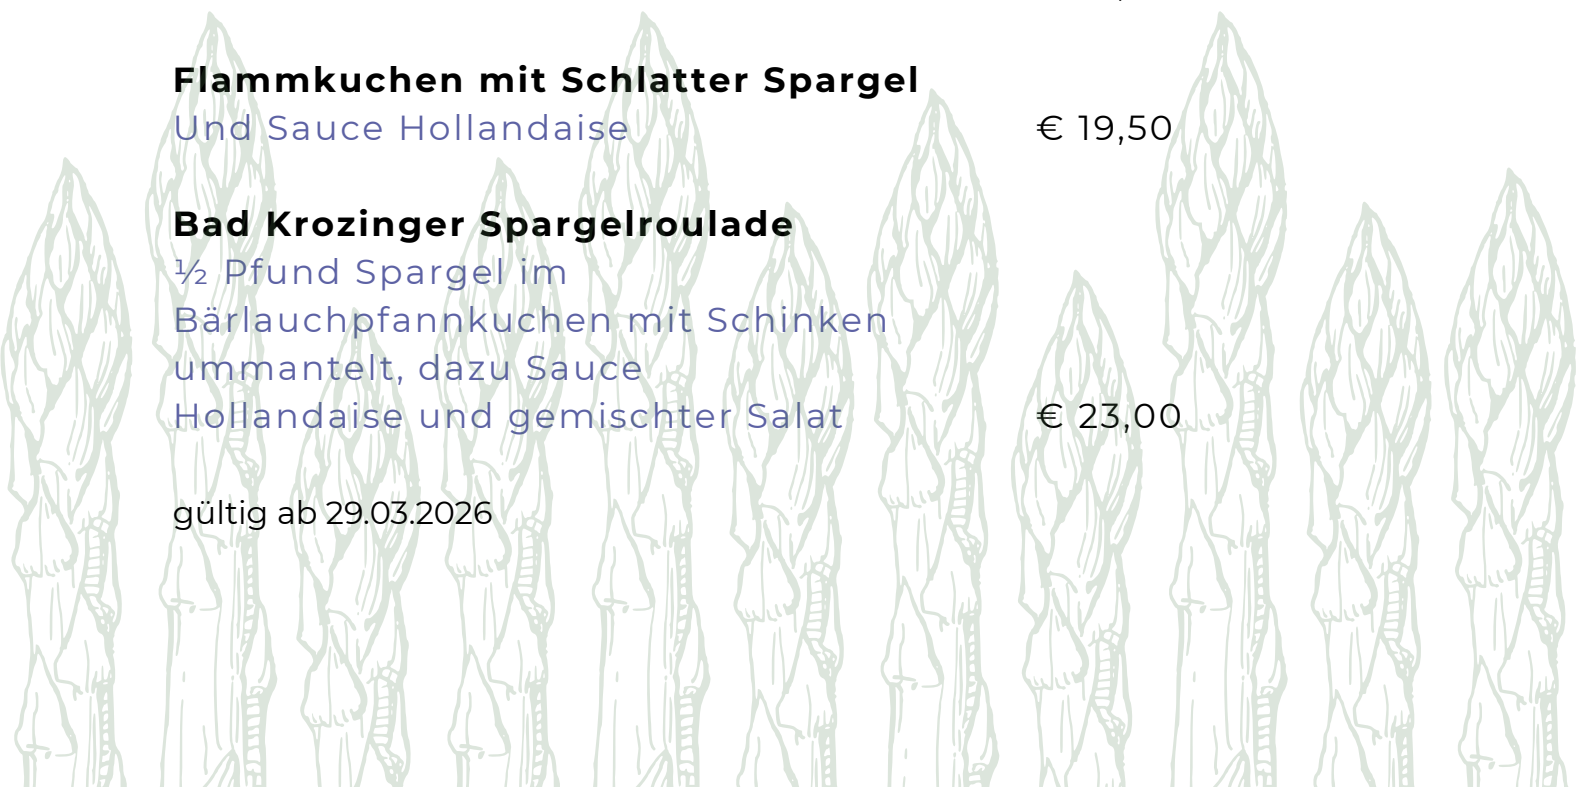 Flammkuchen mit Schlatter Spargel
Und Sauce Hollandaise € 19,50
Bad Krozinger Spargelroulade
½ Pfund Spargel im
Bärlauchpfannkuchen mit Schinken
ummantelt, dazu Sauce
Hollandaise und gemischter Salat € 23,00
gültig ab 29.03.2026